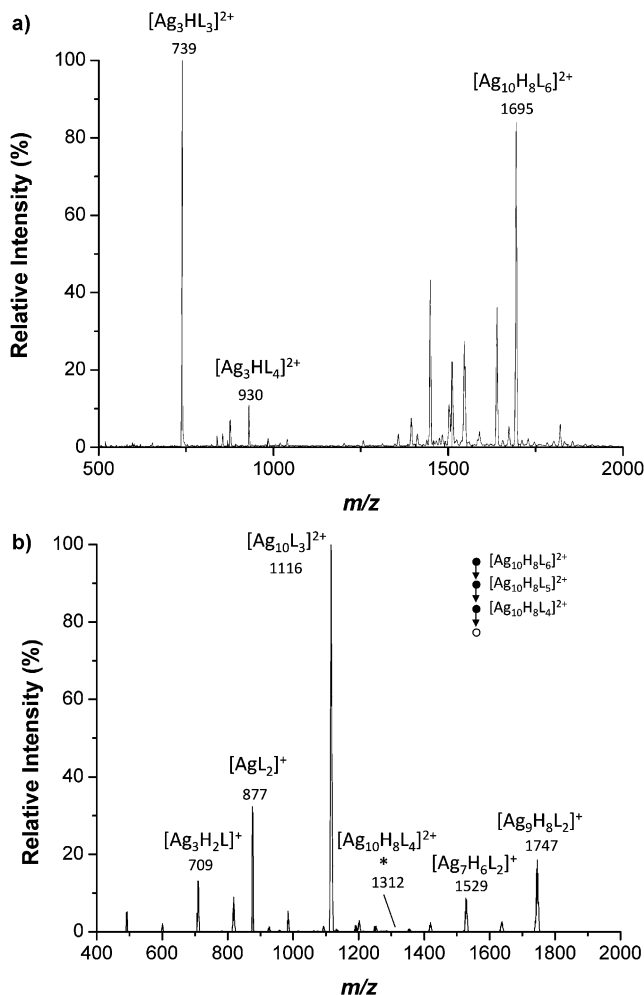 a)
[Ag₃HL₃]²⁺
739
[Ag₁₀H₈L₆]²⁺
1695
[Ag₃HL₄]²⁺
930
Relative Intensity (%)
100
80
60
40
20
0
500
1000
1500
2000
m/z
b)
[Ag₁₀L₃]²⁺
1116
[Ag₁₀H₈L₆]²⁺
[Ag₁₀H₈L₅]²⁺
[Ag₁₀H₈L₄]²⁺
[AgL₂]⁺
877
[Ag₃H₂L]⁺
709
[Ag₁₀H₈L₄]²⁺
*
1312
[Ag₇H₆L₂]⁺
1529
[Ag₉H₈L₂]⁺
1747
Relative Intensity (%)
100
80
60
40
20
0
400
600
800
1000
1200
1400
1600
1800
2000
m/z